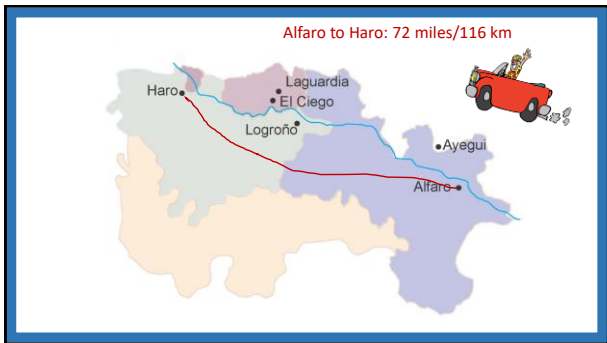 Alfaro to Haro: 72 miles/116 km
Laguardia
Haro
El Ciego
Logroño
Ayegui
Alfaro